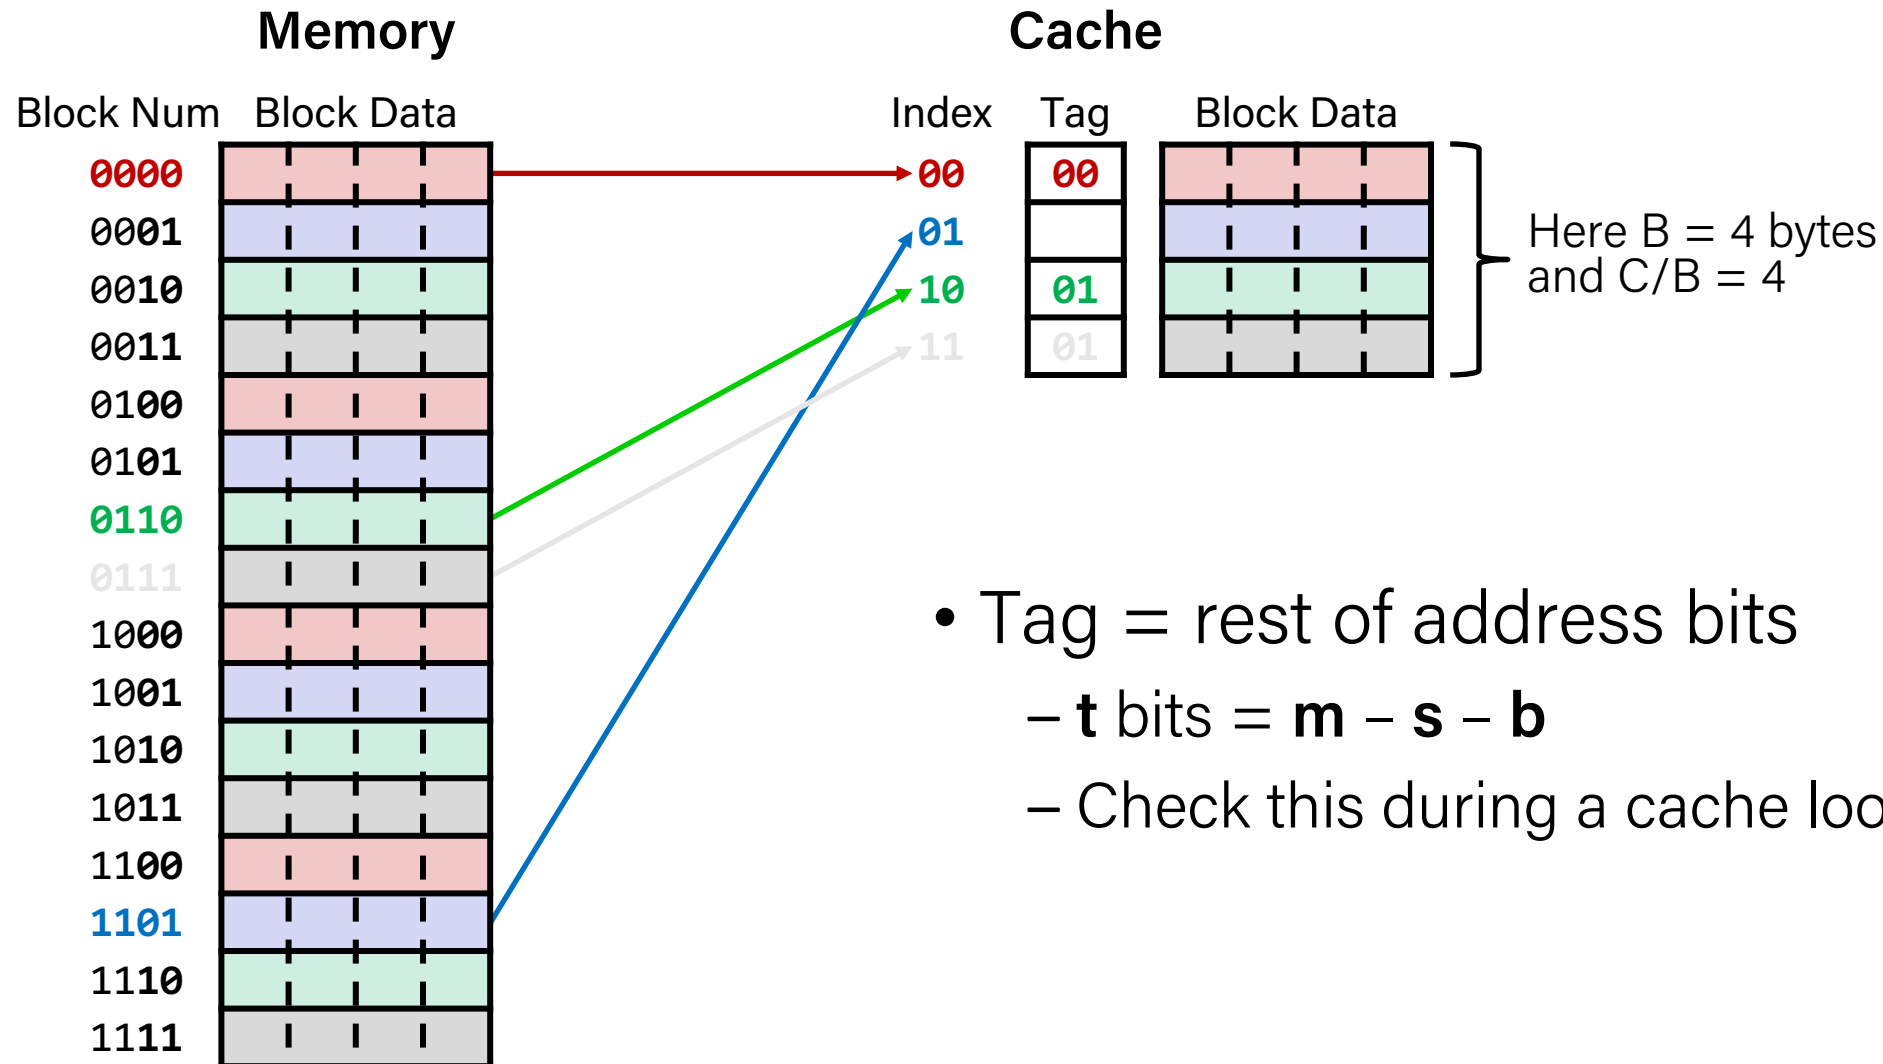 Memory Cache
Block Num Block Data Index Tag Block Data
0000 00 00
0001 01
0010 10 01
0011 11 01
0100
0101
0110
0111
1000
1001
1010
1011
1100
1101
1110
1111
Here B = 4 bytes
and C/B = 4
• Tag = rest of address bits
– t bits = m – s – b
– Check this during a cache